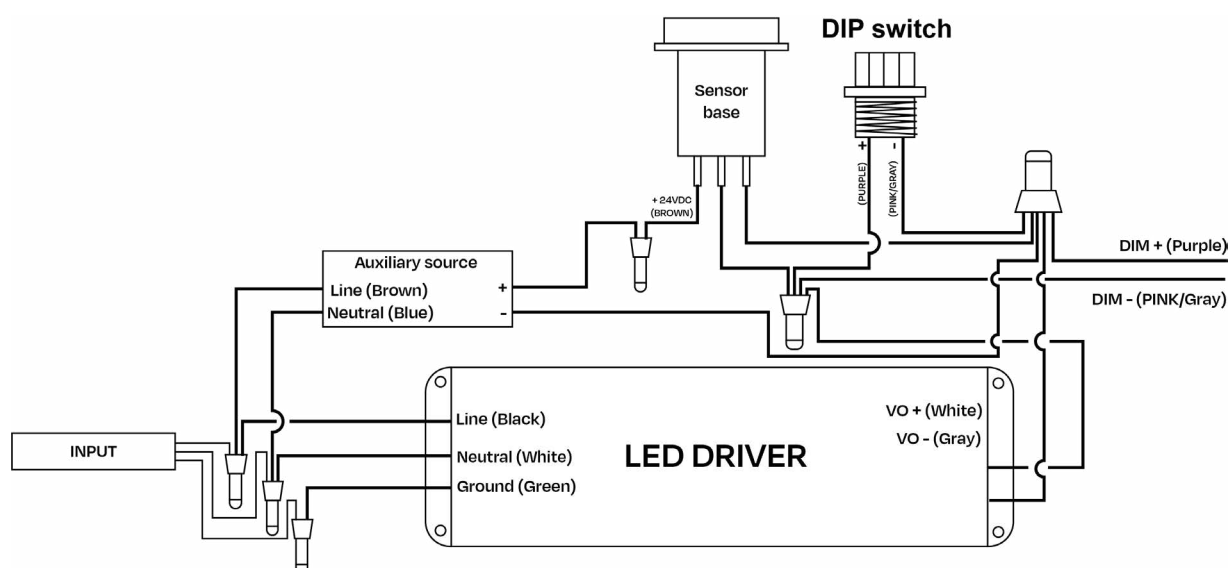 DIP switch
Sensor
base
+
-
(PURPLE)
(PINK/GRAY)
+ 24VDC
(BROWN)
DIM + (Purple)
DIM - (PINK/Gray)
Auxiliary source
Line (Brown)
+
Neutral (Blue)
-
Line (Black)
VO + (White)
VO - (Gray)
INPUT
Neutral (White)
LED DRIVER
Ground (Green)